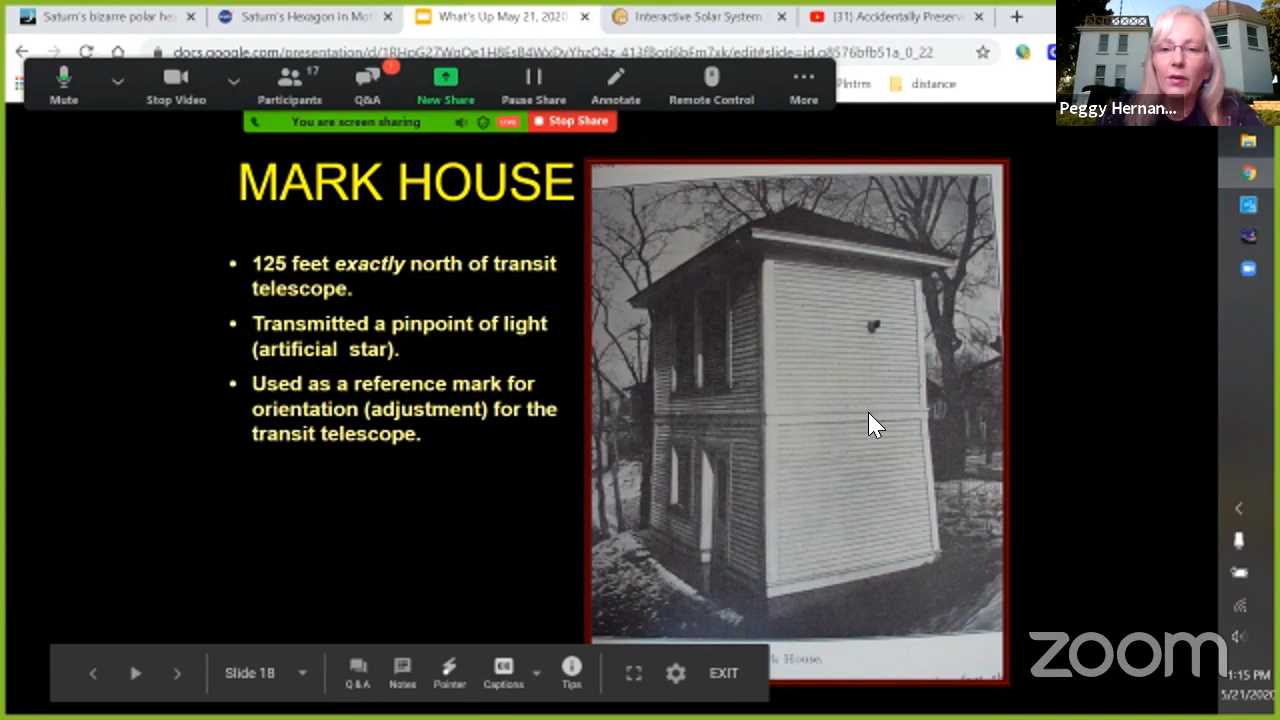 Saturn's bizarre polar he
Saturn's Hexagon in Mot
What's Up May 21, 2020
Interactive Solar System
(31) Accidentally Preserv
Mute
Stop Video
17
Participants
1
Q&A
New Share
Pause Share
Annotate
Remote Control
More
distance
You are screen sharing
LIVE
Stop Share
Peggy Hernan...
MARK HOUSE
• 125 feet exactly north of transit
telescope.
• Transmitted a pinpoint of light
(artificial star).
• Used as a reference mark for
orientation (adjustment) for the
transit telescope.
k House.
Slide 18
Q&A
Notes
Pointer
Captions
Tips
EXIT
zoom
1:15 PM
5/21/2020